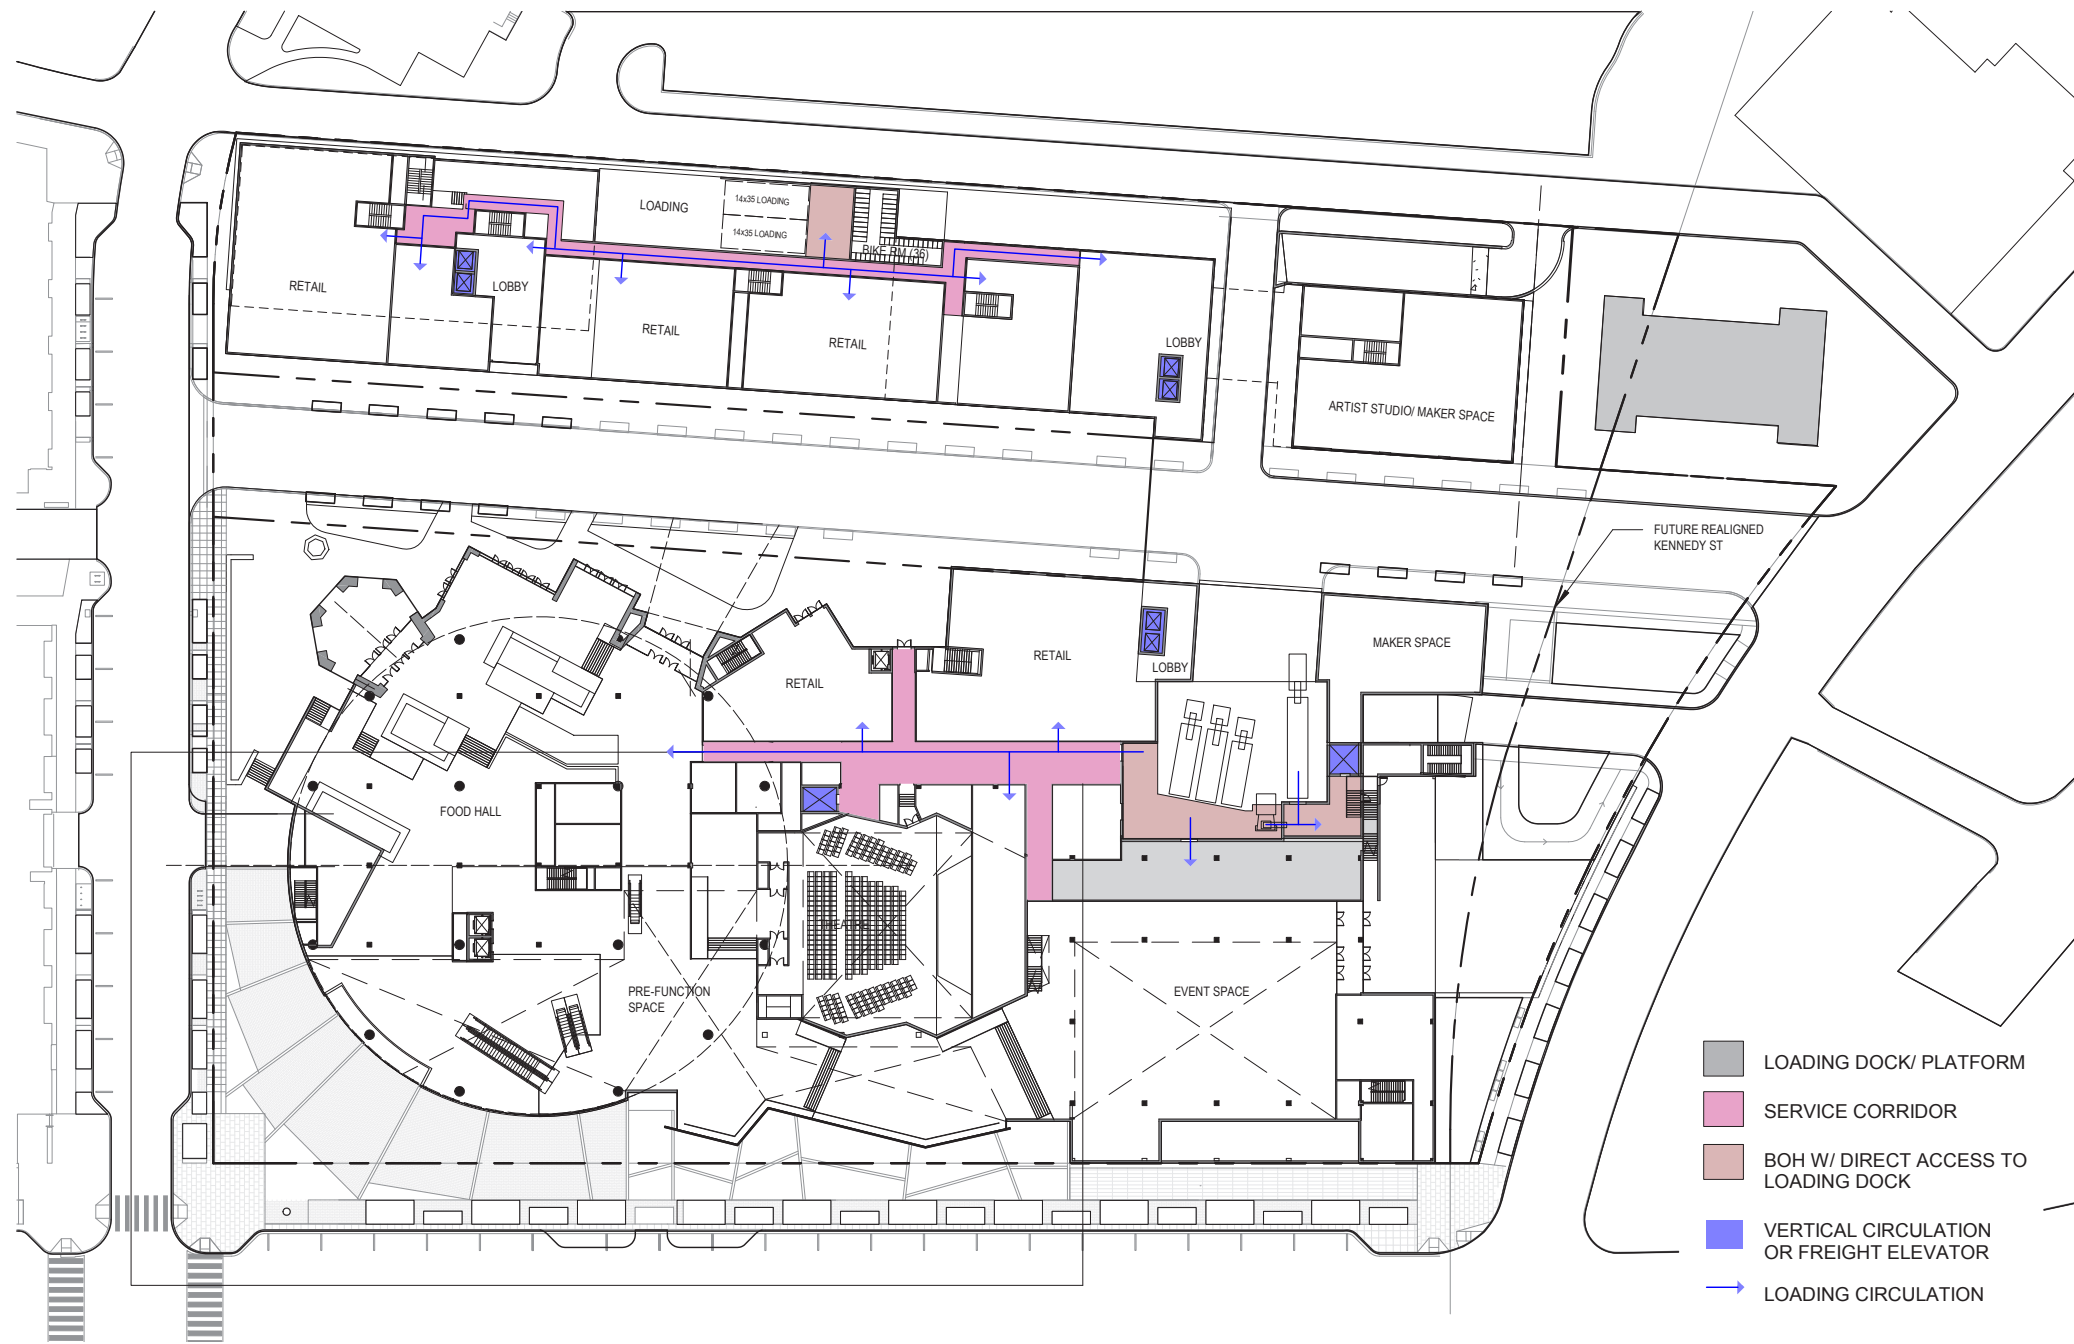 LOADING
14x35 LOADING
14x35 LOADING
BIKE RM (36)
RETAIL
LOBBY
RETAIL
RETAIL
LOBBY
ARTIST STUDIO/ MAKER SPACE
FUTURE REALIGNED
KENNEDY ST
MAKER SPACE
RETAIL
LOBBY
RETAIL
FOOD HALL
PRE-FUNCTION
SPACE
EVENT SPACE
LOADING DOCK/ PLATFORM
SERVICE CORRIDOR
BOH W/ DIRECT ACCESS TO
LOADING DOCK
VERTICAL CIRCULATION
OR FREIGHT ELEVATOR
LOADING CIRCULATION